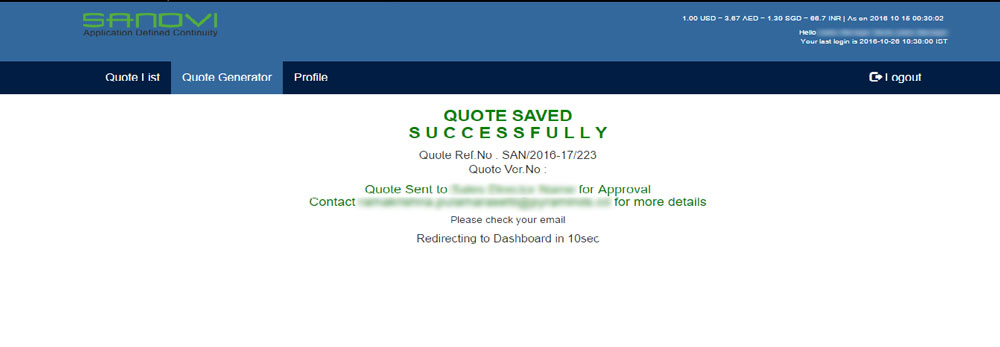 SANOVI
Application Defined Continuity
1.00 USD – 3.67 AED – 1.30 SGD – 66.7 INR | As on 2016 10 15 00:30:02
Hello
Your last login is 2016-10-26 10:30:00 IST
Quote List
Quote Generator
Profile
Logout
QUOTE SAVED
SUCCESSFULLY
Quote Ref.No : SAN/2016-17/223
Quote Ver.No :
Quote Sent to for Approval
Contact for more details
Please check your email
Redirecting to Dashboard in 10sec